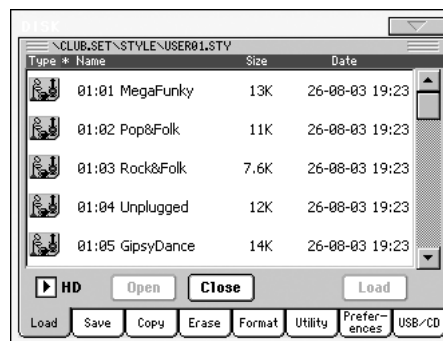 DISK
\CLUB.SET\STYLE\USER01.STY
Type * Name Size Date
01:01 MegaFunky 13K 26-08-03 19:23
01:02 Pop&Folk 11K 26-08-03 19:23
01:03 Rock&Folk 7.6K 26-08-03 19:23
01:04 Unplugged 12K 26-08-03 19:23
01:05 GipsyDance 14K 26-08-03 19:23
HD Open Close Load
Load Save Copy Erase Format Utility Prefer-
ences USB/CD